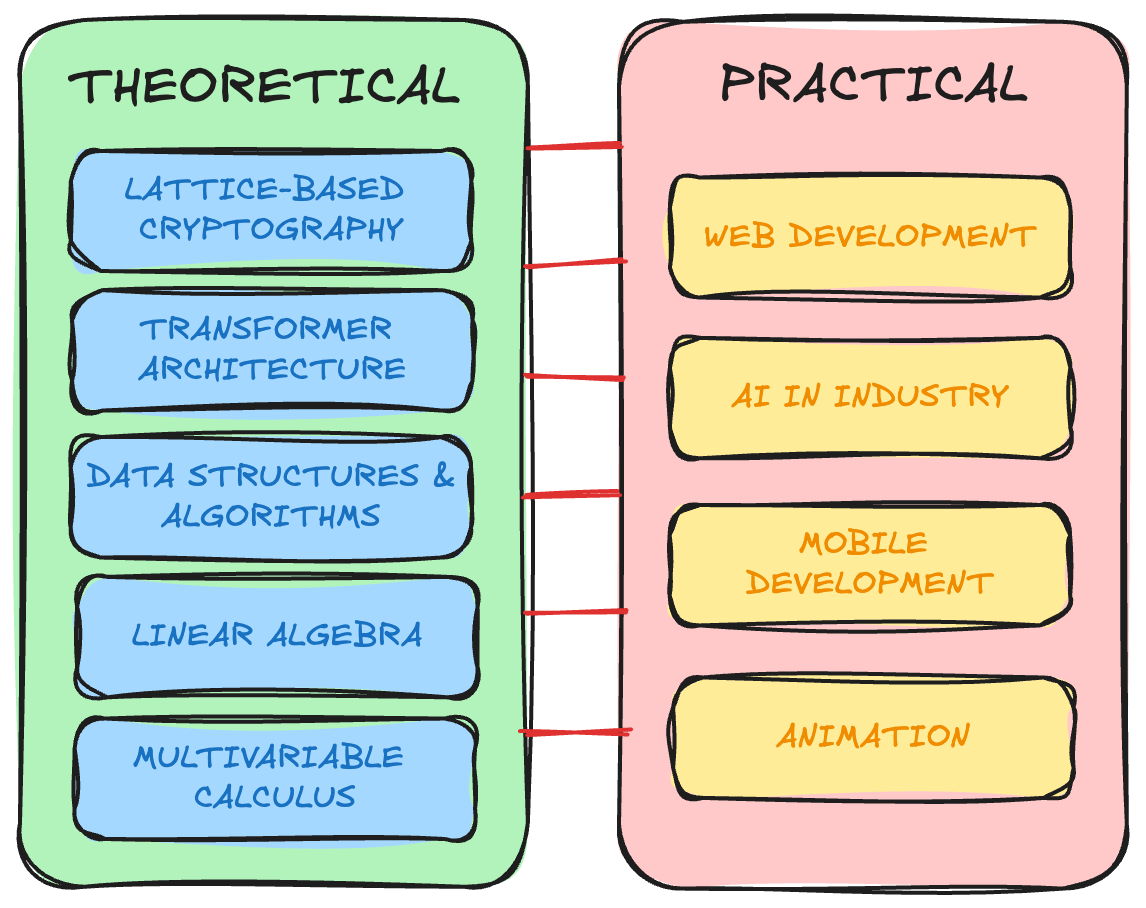 THEORETICAL
LATTICE-BASED
CRYPTOGRAPHY
TRANSFORMER
ARCHITECTURE
DATA STRUCTURES &
ALGORITHMS
LINEAR ALGEBRA
MULTIVARIABLE
CALCULUS
PRACTICAL
WEB DEVELOPMENT
AI IN INDUSTRY
MOBILE
DEVELOPMENT
ANIMATION